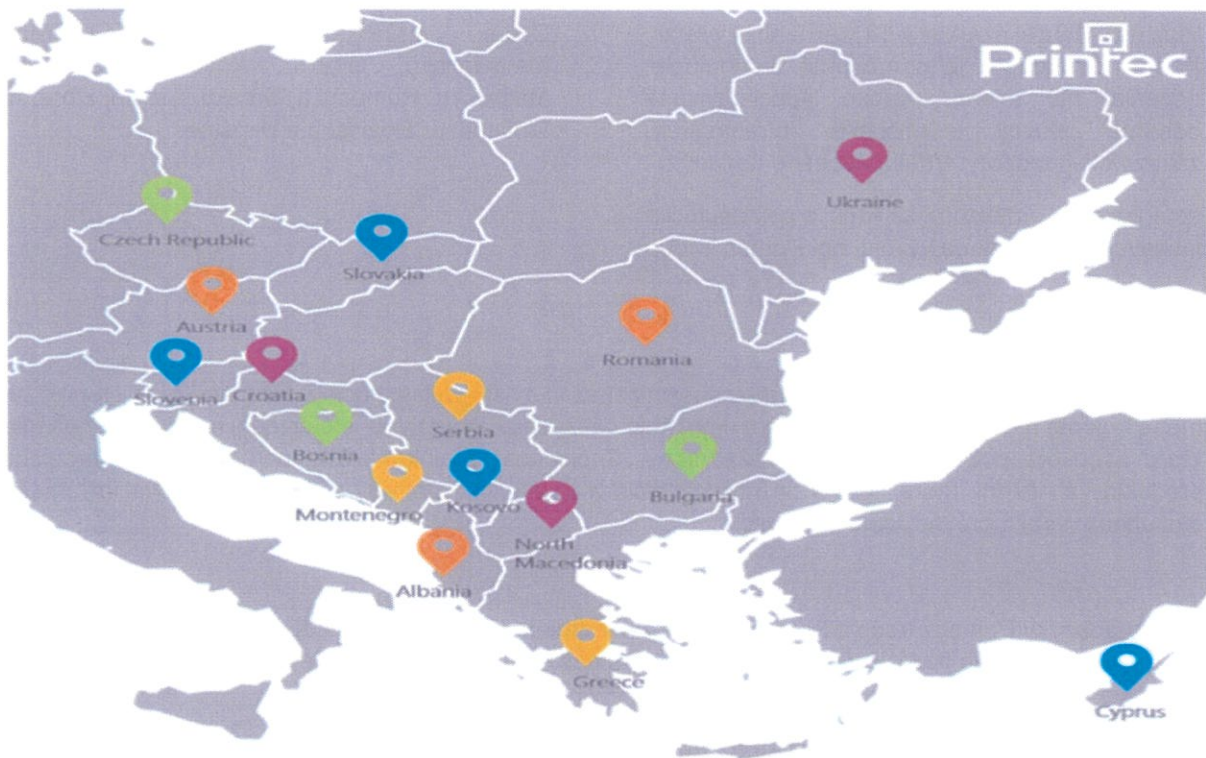 Printec
Ukraine
Czech Republic
Slovakia
Austria
Romania
Slovenia
Croatia
Serbia
Bosnia
Bulgaria
Montenegro
Kosovo
North
Macedonia
Albania
Greece
Cyprus